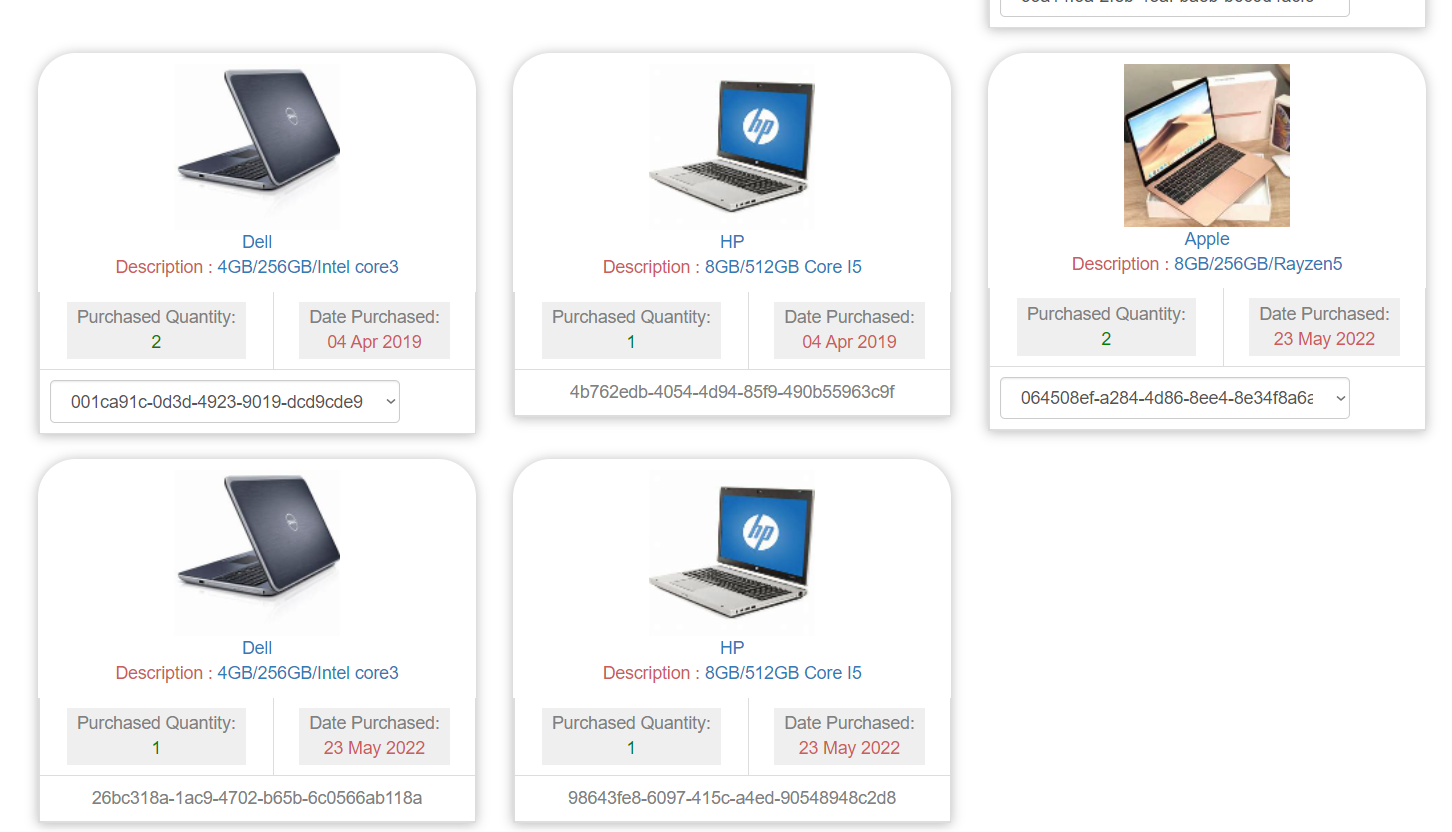 Dell
Description : 4GB/256GB/Intel core3
Purchased Quantity:
2
Date Purchased:
04 Apr 2019
001ca91c-0d3d-4923-9019-dcd9cde9
hp
HP
Description : 8GB/512GB Core I5
Purchased Quantity:
1
Date Purchased:
04 Apr 2019
4b762edb-4054-4d94-85f9-490b55963c9f
Apple
Description : 8GB/256GB/Rayzen5
Purchased Quantity:
2
Date Purchased:
23 May 2022
064508ef-a284-4d86-8ee4-8e34f8a6a
Dell
Description : 4GB/256GB/Intel core3
Purchased Quantity:
1
Date Purchased:
23 May 2022
26bc318a-1ac9-4702-b65b-6c0566ab118a
hp
HP
Description : 8GB/512GB Core I5
Purchased Quantity:
1
Date Purchased:
23 May 2022
98643fe8-6097-415c-a4ed-90548948c2d8